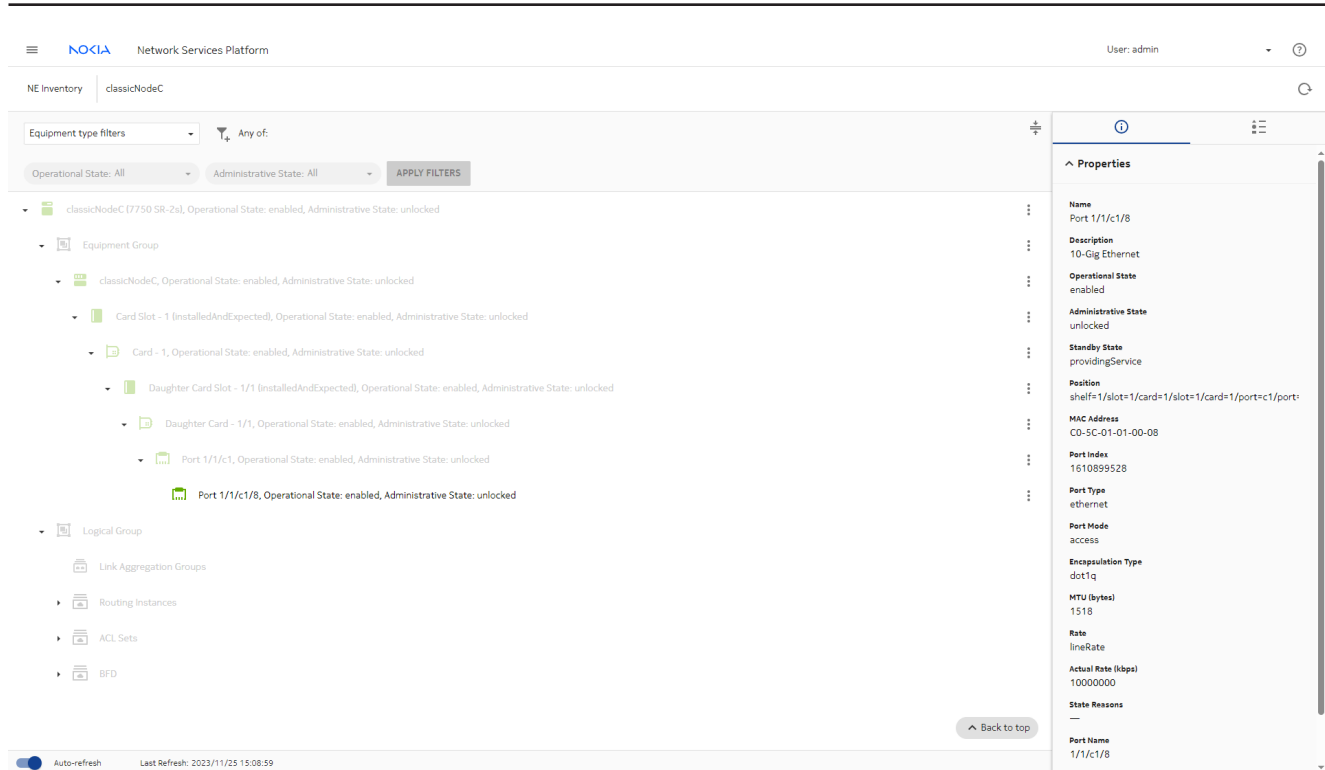 NOKIA Network Services Platform User: admin
NE Inventory classicNodeC
Equipment type filters Any of:
Operational State: All Administrative State: All APPLY FILTERS
classicNodeC [7750 SR-2s], Operational State: enabled, Administrative State: unlocked
Equipment Group
classicNodeC, Operational State: enabled, Administrative State: unlocked
Card Slot - 1 (installedAndExpected), Operational State: enabled, Administrative State: unlocked
Card - 1, Operational State: enabled, Administrative State: unlocked
Daughter Card Slot - 1/1 (installedAndExpected), Operational State: enabled, Administrative State: unlocked
Daughter Card - 1/1, Operational State: enabled, Administrative State: unlocked
Port 1/1/c1, Operational State: enabled, Administrative State: unlocked
Port 1/1/c1/8, Operational State: enabled, Administrative State: unlocked
Logical Group
Link Aggregation Groups
Routing Instances
ACL Sets
BFD
Back to top
Auto-refresh Last Refresh: 2023/11/25 15:08:59
Properties
Name
Port 1/1/c1/8
Description
10-Gig Ethernet
Operational State
enabled
Administrative State
unlocked
Standby State
providingService
Position
shelf=1/slot=1/card=1/slot=1/card=1/port=c1/port=
MAC Address
C0-5C-01-01-00-08
Port Index
1610899528
Port Type
ethernet
Port Mode
access
Encapsulation Type
dot1q
MTU (bytes)
1518
Rate
lineRate
Actual Rate (kbps)
10000000
State Reasons
—
Port Name
1/1/c1/8